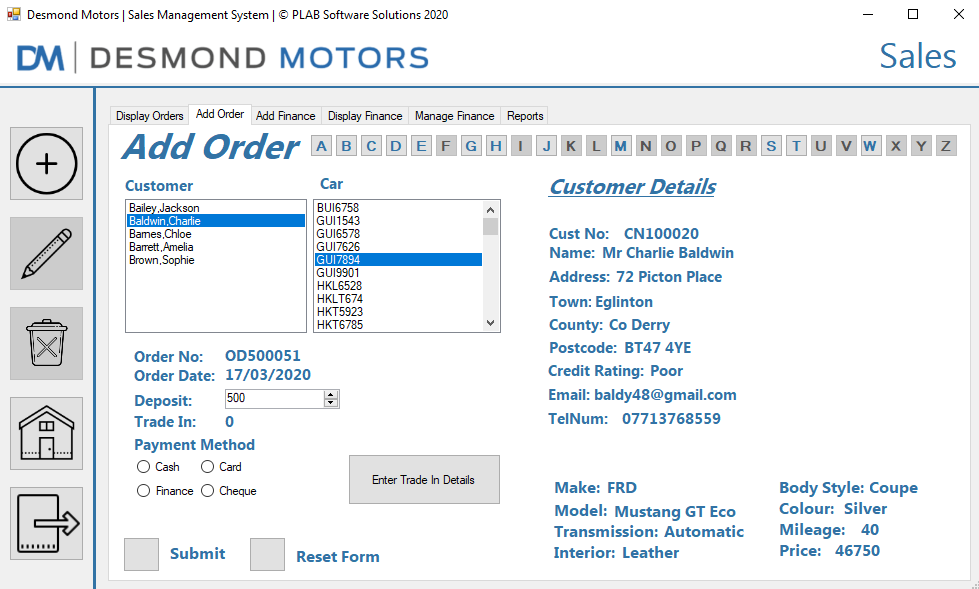 Desmond Motors | Sales Management System | © PLAB Software Solutions 2020
DM | DESMOND MOTORS
Sales
Display Orders Add Order Add Finance Display Finance Manage Finance Reports
Add Order A B C D E F G H I J K L M N O P Q R S T U V W X Y Z
Customer
Bailey,Jackson
Baldwin,Charlie
Barnes,Chloe
Barrett,Amelia
Brown,Sophie
Car
BUI6758
GUI1543
GUI6578
GUI7626
GUI7894
GUI9901
HKL6528
HKLT674
HKT5923
HKT6785
Order No: OD500051
Order Date: 17/03/2020
Deposit: 500
Trade In: 0
Payment Method
Cash Card
Finance Cheque
Enter Trade In Details
Submit Reset Form
Customer Details
Cust No: CN100020
Name: Mr Charlie Baldwin
Address: 72 Picton Place
Town: Eglinton
County: Co Derry
Postcode: BT47 4YE
Credit Rating: Poor
Email: baldy48@gmail.com
TelNum: 07713768559
Make: FRD
Model: Mustang GT Eco
Transmission: Automatic
Interior: Leather
Body Style: Coupe
Colour: Silver
Mileage: 40
Price: 46750